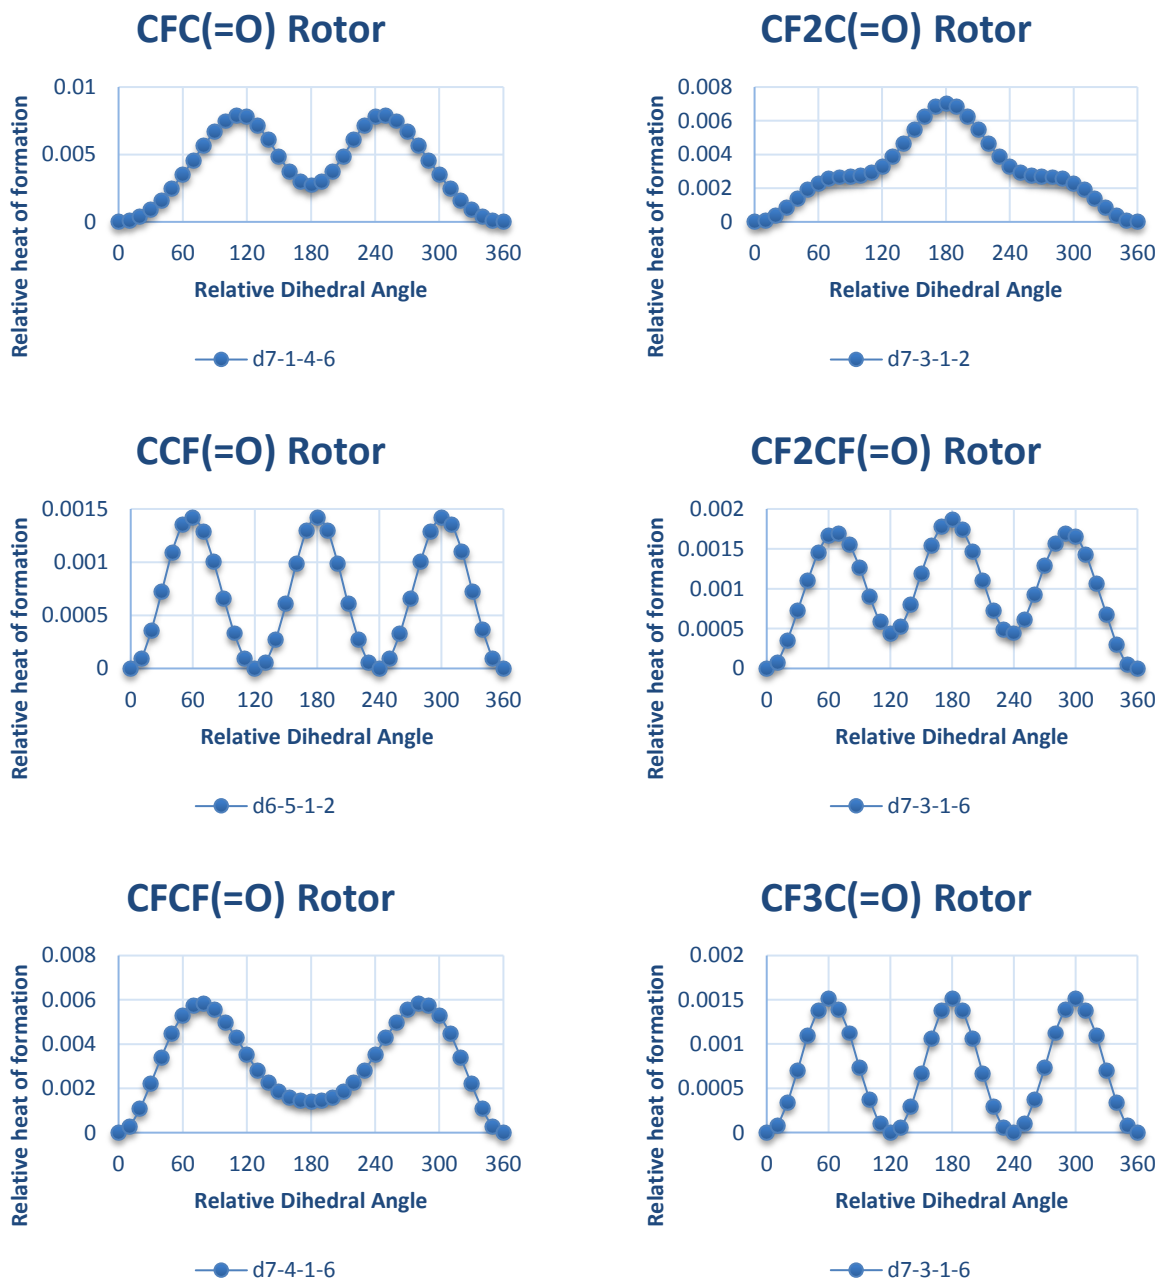 CFC(=O) Rotor
Relative heat of formation
0.01
0.005
0
0
60
120
180
240
300
360
Relative Dihedral Angle
d7-1-4-6
CF2C(=O) Rotor
Relative heat of formation
0.008
0.006
0.004
0.002
0
0
60
120
180
240
300
360
Relative Dihedral Angle
d7-3-1-2
CCF(=O) Rotor
Relative heat of formation
0.0015
0.001
0.0005
0
0
60
120
180
240
300
360
Relative Dihedral Angle
d6-5-1-2
CF2CF(=O) Rotor
Relative heat of formation
0.002
0.0015
0.001
0.0005
0
0
60
120
180
240
300
360
Relative Dihedral Angle
d7-3-1-6
CFCF(=O) Rotor
Relative heat of formation
0.008
0.006
0.004
0.002
0
0
60
120
180
240
300
360
Relative Dihedral Angle
d7-4-1-6
CF3C(=O) Rotor
Relative heat of formation
0.002
0.0015
0.001
0.0005
0
0
60
120
180
240
300
360
Relative Dihedral Angle
d7-3-1-6